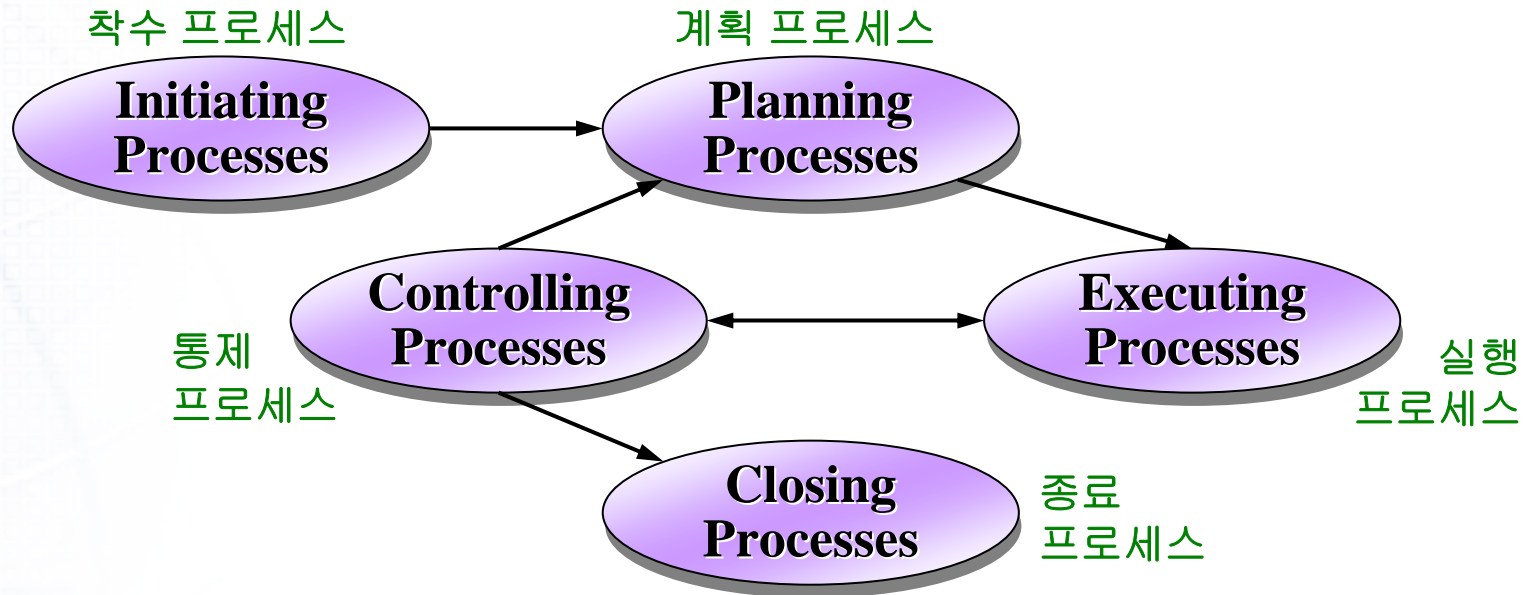 착수 프로세스
Initiating
Processes
계획 프로세스
Planning
Processes
통제
프로세스
Controlling
Processes
Executing
Processes
실행
프로세스
Closing
Processes
종료
프로세스